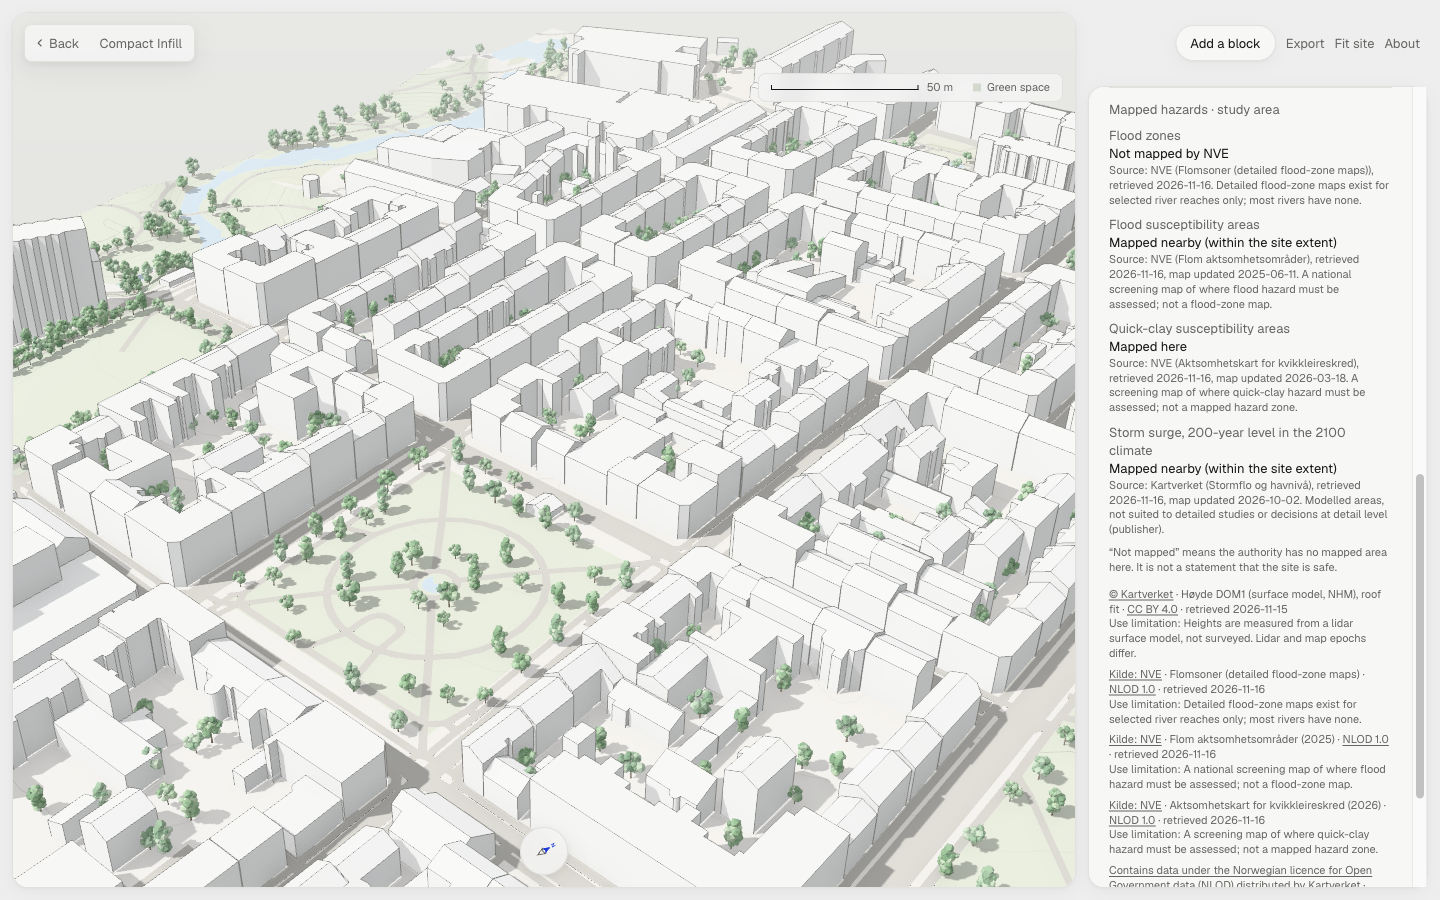 Back
Compact Infill
Add a block
Export
Fit site
About
50 m
Green space
Mapped hazards · study area
Flood zones
Not mapped by NVE
Source: NVE (Flomsoner (detailed flood-zone maps)),
retrieved 2026-11-16. Detailed flood-zone maps exist for
selected river reaches only; most rivers have none.
Flood susceptibility areas
Mapped nearby (within the site extent)
Source: NVE (Flom aktsomhetsområder), retrieved
2026-11-16, map updated 2025-06-11. A national
screening map of where flood hazard must be
assessed; not a flood-zone map.
Quick-clay susceptibility areas
Mapped here
Source: NVE (Aktsomhetskart for kvikkleireskred),
retrieved 2026-11-16, map updated 2026-03-18. A
screening map of where quick-clay hazard must be
assessed; not a mapped hazard zone.
Storm surge, 200-year level in the 2100
climate
Mapped nearby (within the site extent)
Source: Kartverket (Stormflo og havnivå), retrieved
2026-11-16, map updated 2026-10-02. Modelled areas,
not suited to detailed studies or decisions at detail level
(publisher).
“Not mapped” means the authority has no mapped area
here. It is not a statement that the site is safe.
© Kartverket · Høyde DOM1 (surface model, NHM), roof
fit · CC BY 4.0 · retrieved 2026-11-15
Use limitation: Heights are measured from a lidar
surface model, not surveyed. Lidar and map epochs
differ.
Kilde: NVE · Flomsoner (detailed flood-zone maps) ·
NLOD 1.0 · retrieved 2026-11-16
Use limitation: Detailed flood-zone maps exist for
selected river reaches only; most rivers have none.
Kilde: NVE · Flom aktsomhetsområder (2025) · NLOD 1.0
· retrieved 2026-11-16
Use limitation: A national screening map of where flood
hazard must be assessed; not a flood-zone map.
Kilde: NVE · Aktsomhetskart for kvikkleireskred (2026) ·
NLOD 1.0 · retrieved 2026-11-16
Use limitation: A screening map of where quick-clay
hazard must be assessed; not a mapped hazard zone.
Contains data under the Norwegian licence for Open
Government data (NLOD) distributed by Kartverket ·